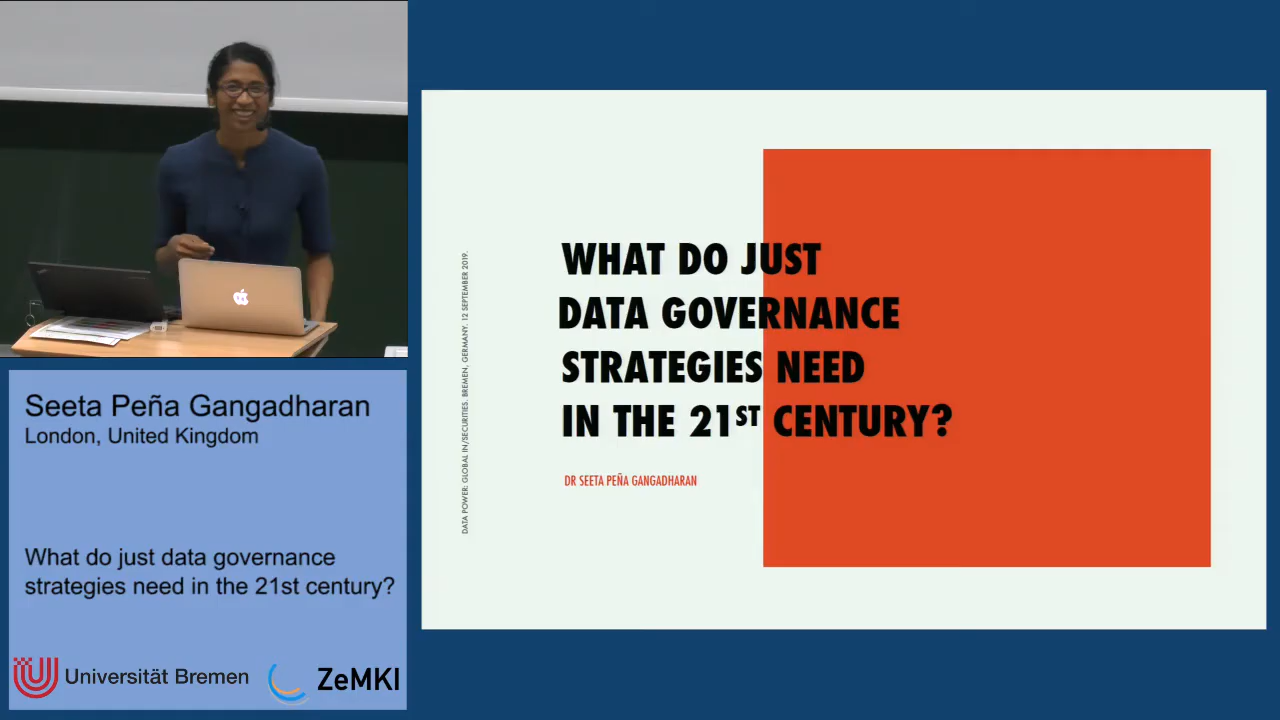 Seeta Peña Gangadharan
London, United Kingdom
What do just data governance
strategies need in the 21st century?
Universität Bremen
ZeMKI
DATA POWER: GLOBAL IN/SECURITIES. BREMEN, GERMANY. 12 SEPTEMBER 2019.
WHAT DO JUST
DATA GOVERNANCE
STRATEGIES NEED
IN THE 21ST CENTURY?
DR SEETA PEÑA GANGADHARAN